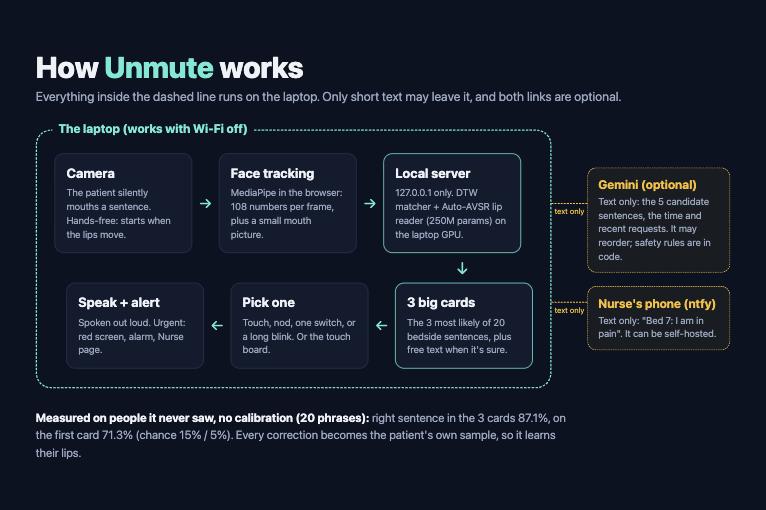 How Unmute works
Everything inside the dashed line runs on the laptop. Only short text may leave it, and both links are optional.
The laptop (works with Wi-Fi off)
Camera
The patient silently
mouths a sentence.
Hands-free: starts when
the lips move.
Face tracking
MediaPipe in the browser:
108 numbers per frame,
plus a small mouth
picture.
Local server
127.0.0.1 only. DTW
matcher + Auto-AVSR lip
reader (250M params) on
the laptop GPU.
text only
Gemini (optional)
Text only: the 5 candidate
sentences, the time and
recent requests. It may
reorder; safety rules are in
code.
Speak + alert
Spoken out loud. Urgent:
red screen, alarm, Nurse
page.
Pick one
Touch, nod, one switch, or
a long blink. Or the touch
board.
3 big cards
The 3 most likely of 20
bedside sentences, plus
free text when it's sure.
text only
Nurse's phone (ntfy)
Text only: "Bed 7: I am in
pain". It can be self-hosted.
Measured on people it never saw, no calibration (20 phrases): right sentence in the 3 cards 87.1%, on
the first card 71.3% (chance 15% / 5%). Every correction becomes the patient's own sample, so it learns
their lips.